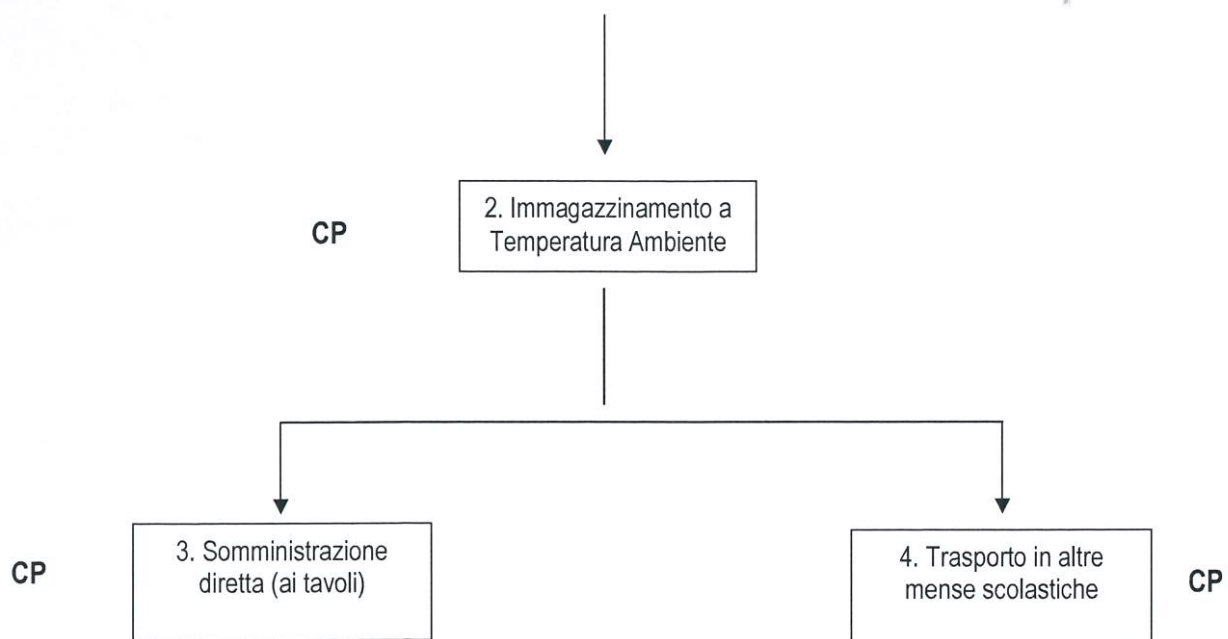 CP
2. Immagazzinamento a
Temperatura Ambiente
CP
3. Somministrazione
diretta (ai tavoli)
4. Trasporto in altre
mense scolastiche
CP